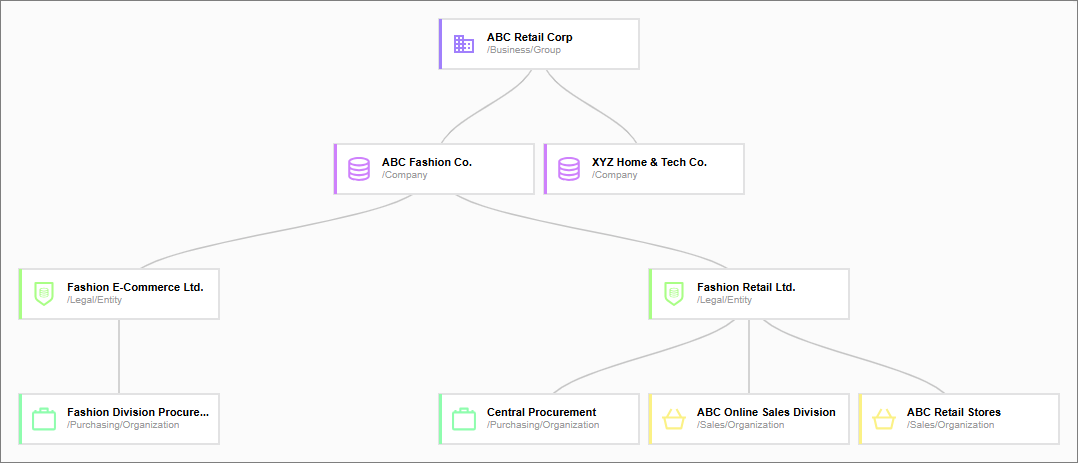 ABC Retail Corp
/Business/Group
ABC Fashion Co.
/Company
XYZ Home & Tech Co.
/Company
Fashion E-Commerce Ltd.
/Legal/Entity
Fashion Retail Ltd.
/Legal/Entity
Fashion Division Procure...
/Purchasing/Organization
Central Procurement
/Purchasing/Organization
ABC Online Sales Division
/Sales/Organization
ABC Retail Stores
/Sales/Organization